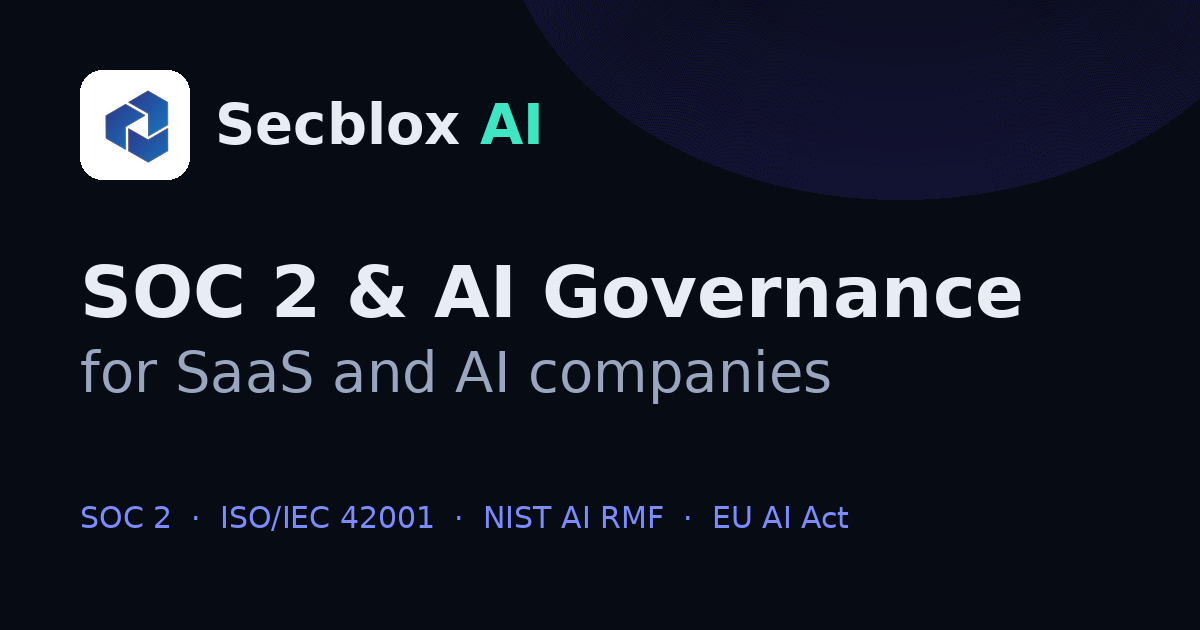 Secblox AI
SOC 2 & AI Governance
for SaaS and AI companies
SOC 2 · ISO/IEC 42001 · NIST AI RMF · EU AI Act